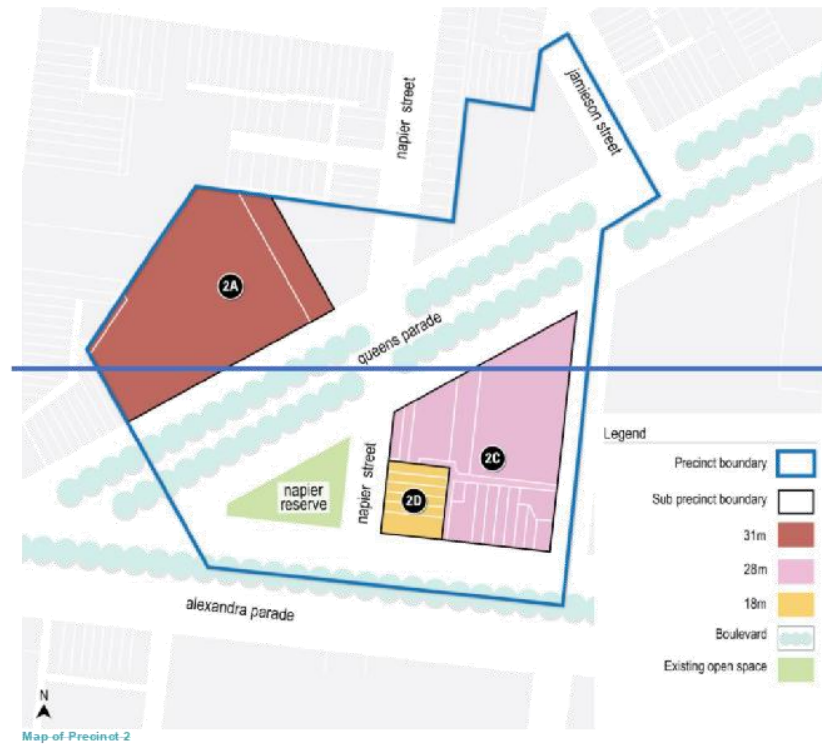 napier street
jamieson street
2A
queens parade
2C
napier street
2D
napier
reserve
alexandra parade
Legend
Precinct boundary
Sub precinct boundary
31m
28m
18m
Boulevard
Existing open space
N
Map of Precinct 2